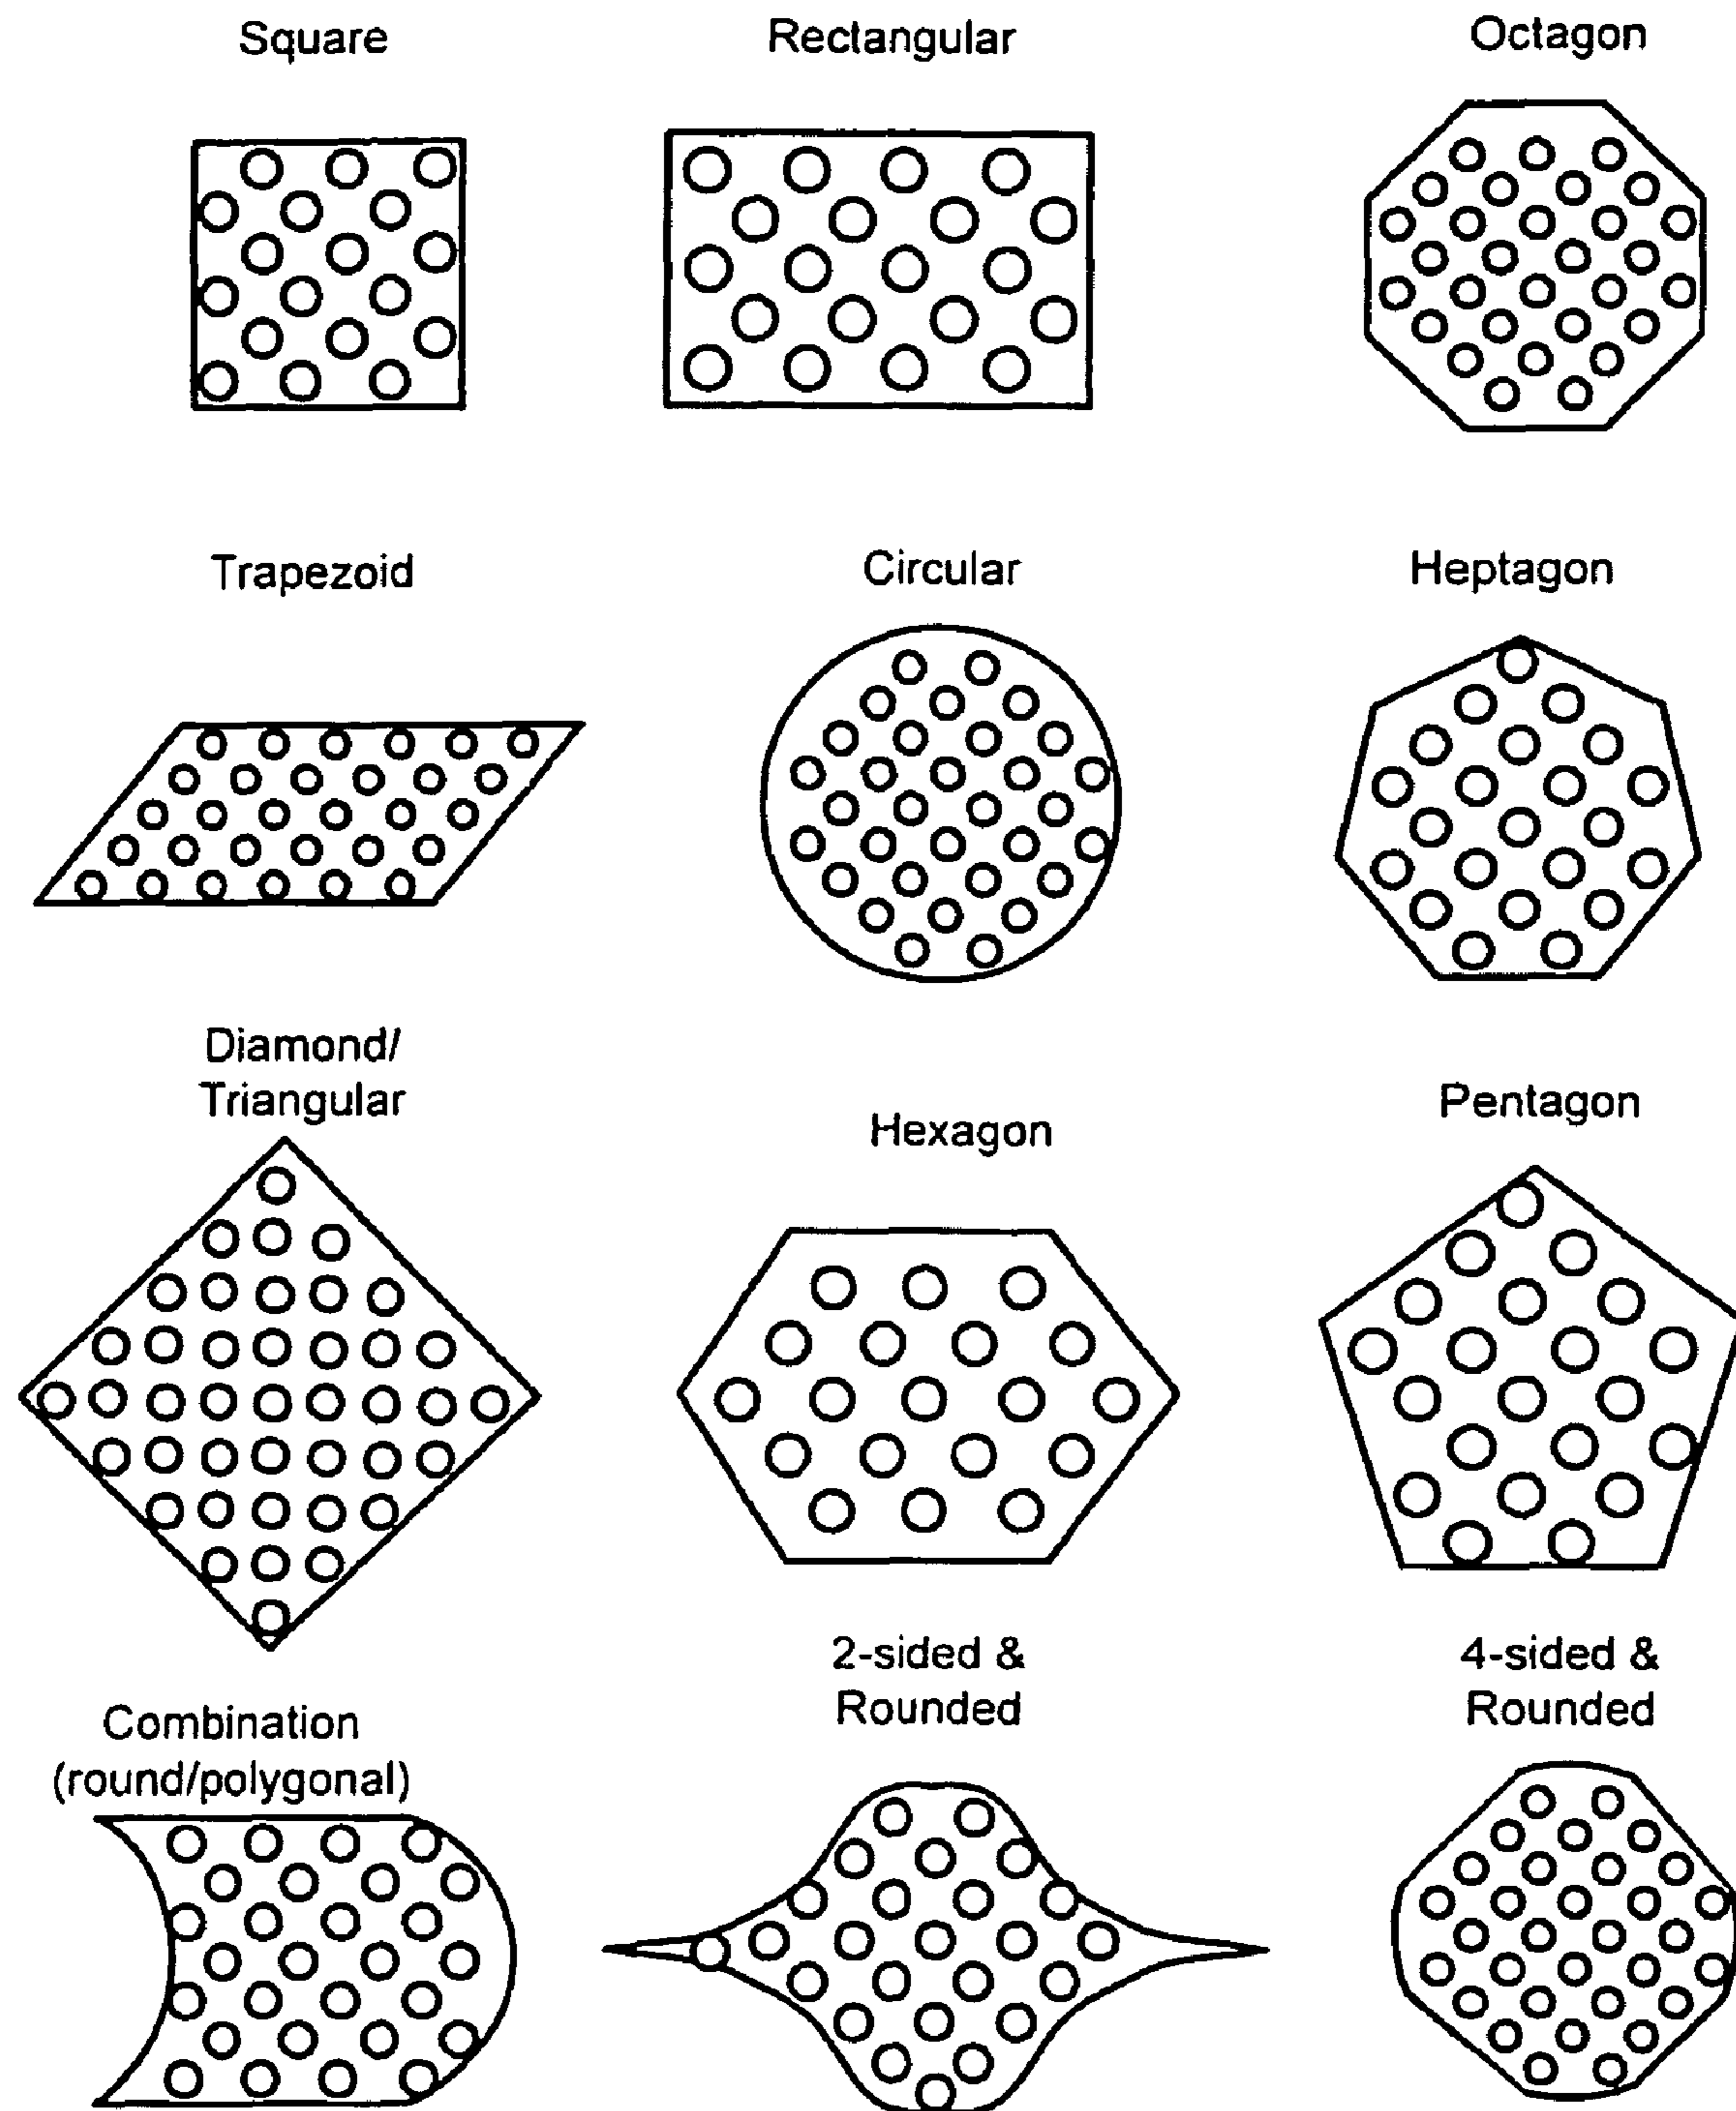 Square
Rectangular
Octagon
Trapezoid
Circular
Heptagon
Diamond/
Triangular
Hexagon
Pentagon
Combination
(round/polygonal)
2-sided &
Rounded
4-sided &
Rounded